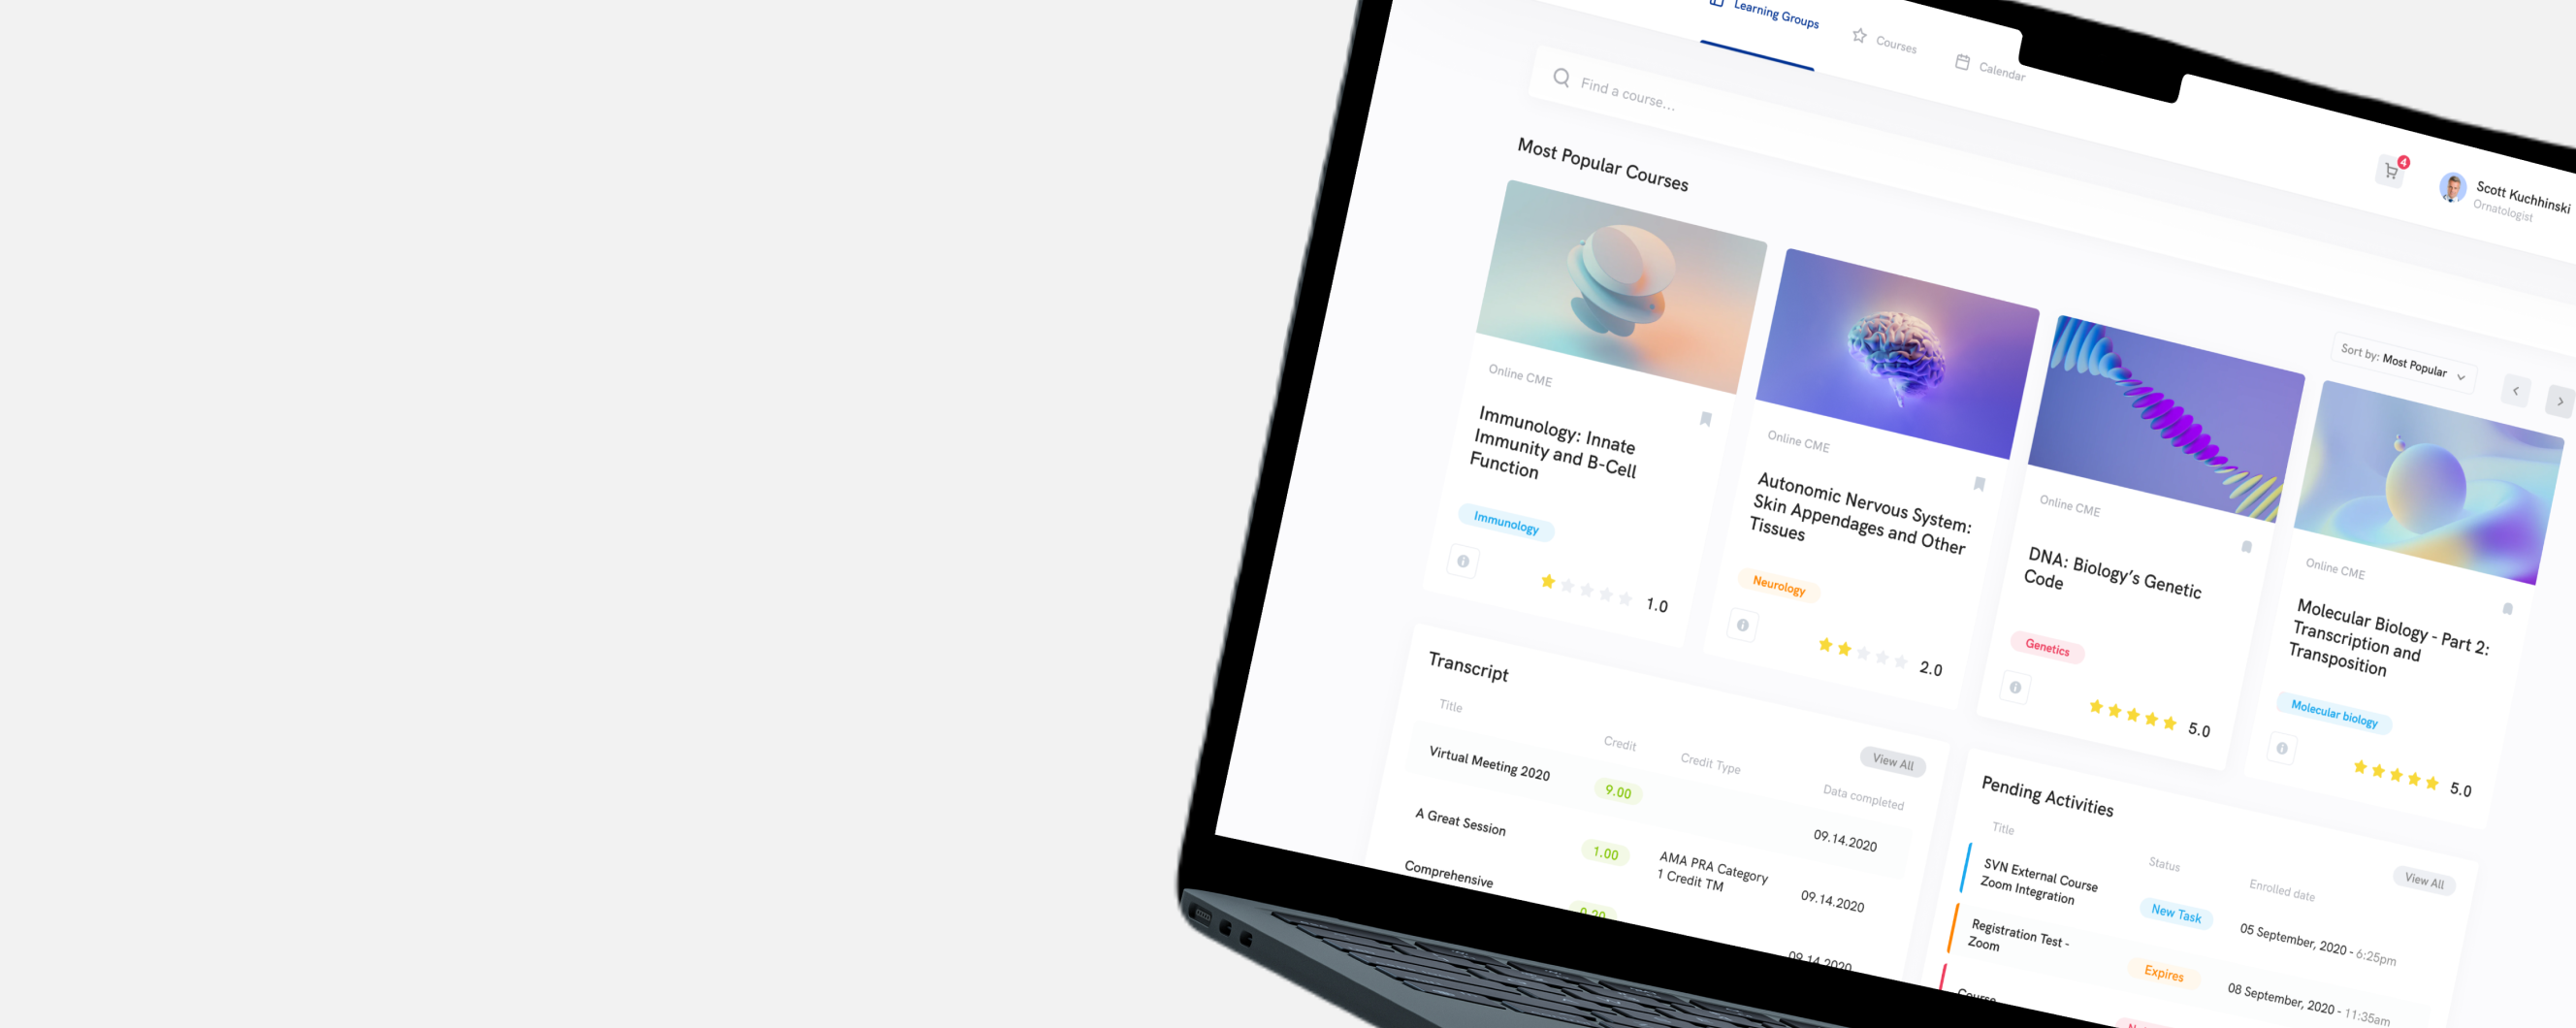 Learning Groups
Courses
Calendar
Find a course...
4
Scott Kuchhinski
Ornatologist
Most Popular Courses
Sort by: Most Popular
Online CME
Immunology: Innate
Immunity and B-Cell
Function
Immunology
1.0
Online CME
Autonomic Nervous System:
Skin Appendages and Other
Tissues
Neurology
2.0
Online CME
DNA: Biology’s Genetic
Code
Genetics
5.0
Online CME
Molecular Biology - Part 2:
Transcription and
Transposition
Molecular biology
5.0
Transcript
View All
Title
Credit
Credit Type
Data completed
Virtual Meeting 2020
9.00
09.14.2020
A Great Session
1.00
AMA PRA Category
1 Credit TM
09.14.2020
Comprehensive
09.14.2020
Pending Activities
View All
Title
Status
Enrolled date
SVN External Course
Zoom Integration
New Task
05 September, 2020 - 6:25pm
Registration Test -
Zoom
Expires
08 September, 2020 - 11:35am
Course